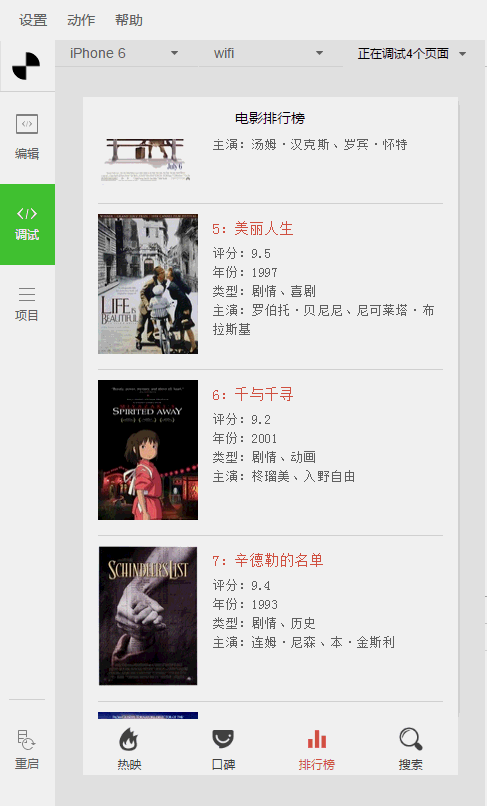 设置 动作 帮助
iPhone 6 wifi 正在调试4个页面
编辑
调试
项目
重启
电影排行榜
July 6
主演：汤姆·汉克斯、岁宾·怀特
LIFE IS
BEAUTIFUL
5：美丽人生
评分：9.5
年份：1997
类型：剧情、喜剧
主演：罗伯托·贝尼尼、尼可莱塔·布
拉斯基
SPIRITED AWAY
6：千与千寻
评分：9.2
年份：2001
类型：剧情、动画
主演：柊瑠美、入野自由
SCHINDLER'S LIST
7：辛德勒的名单
评分：9.4
年份：1993
类型：剧情、历史
主演：连姆·尼森、本·金斯利
热映 口碑 排行榜 搜索